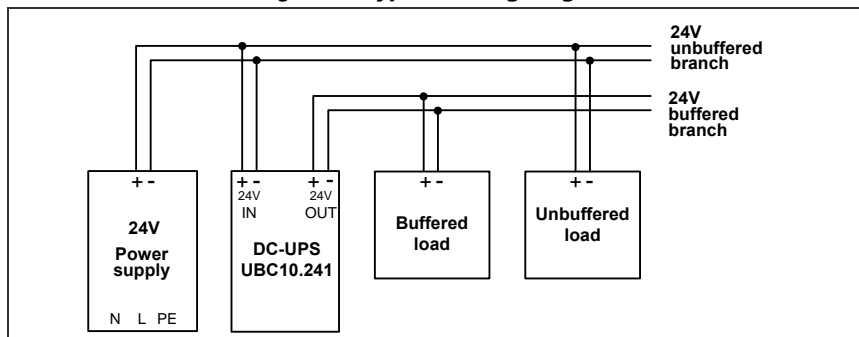 24V
unbuffered
branch
24V
buffered
branch
+ -
24V
Power
supply
N L PE
+ - + -
24V 24V
IN OUT
DC-UPS
UBC10.241
+ -
Buffered
load
+ -
Unbuffered
load